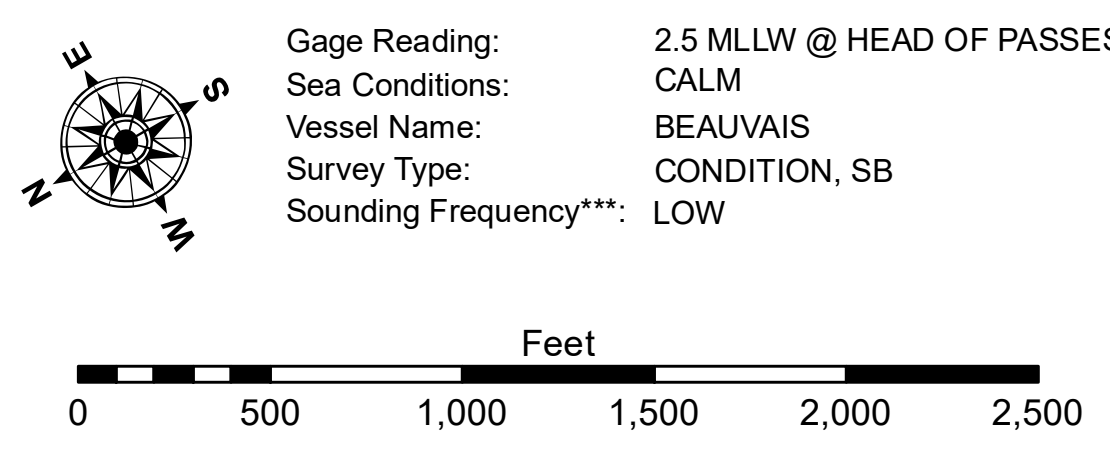 E
S
N
W
Gage Reading: 2.5 MLLW @ HEAD OF PASSES
Sea Conditions: CALM
Vessel Name: BEAUVAIS
Survey Type: CONDITION, SB
Sounding Frequency***: LOW
Feet
0 500 1,000 1,500 2,000 2,500